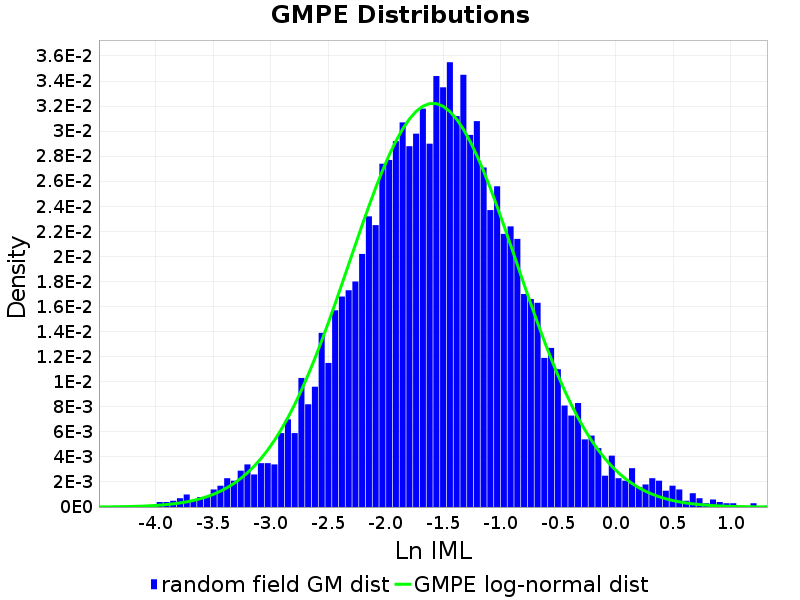 GMPE Distributions
3.6E-2
3.4E-2
3.2E-2
3E-2
2.8E-2
2.6E-2
2.4E-2
2.2E-2
2E-2
1.8E-2
1.6E-2
1.4E-2
1.2E-2
1E-2
8E-3
6E-3
4E-3
2E-3
0E0
Density
-4.0 -3.5 -3.0 -2.5 -2.0 -1.5 -1.0 -0.5 0.0 0.5 1.0
Ln IML
random field GM dist GMPE log-normal dist